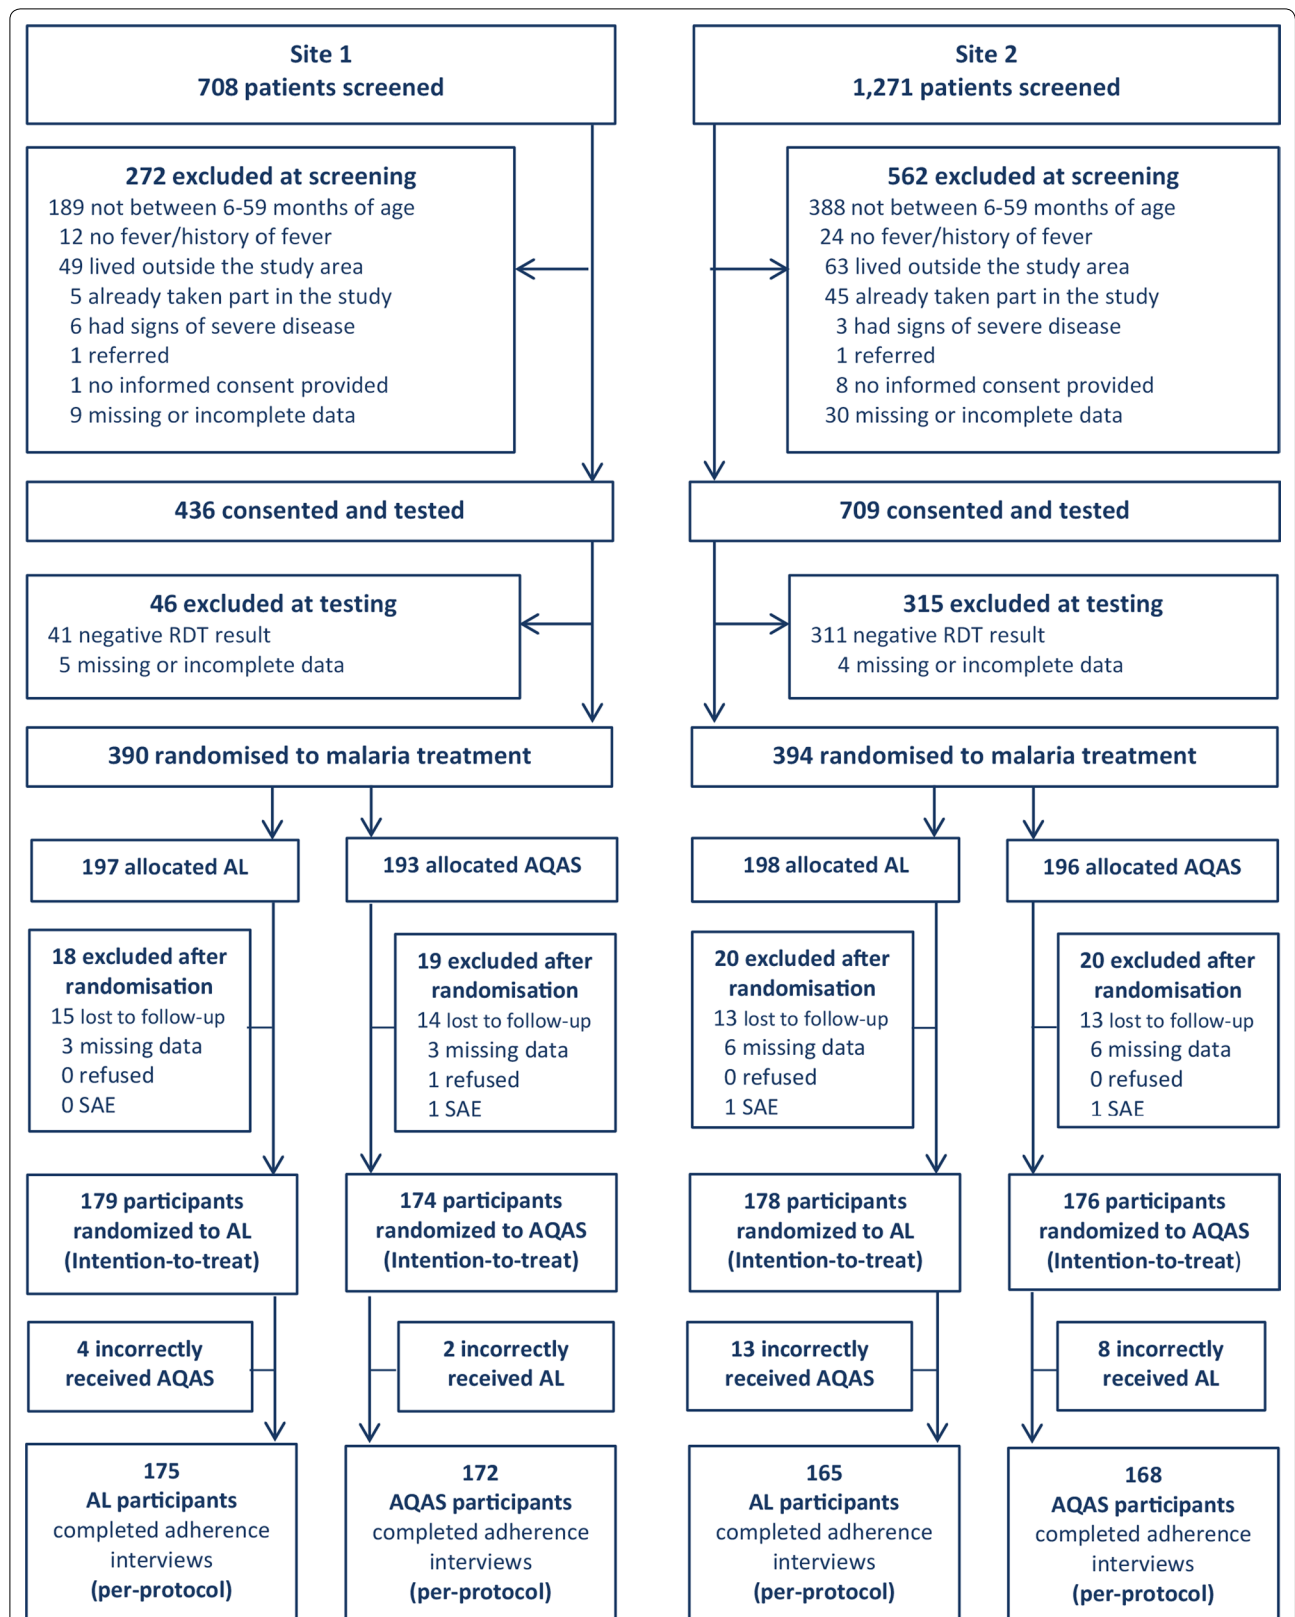 Site 1
708 patients screened
Site 2
1,271 patients screened
272 excluded at screening
189 not between 6-59 months of age
12 no fever/history of fever
49 lived outside the study area
5 already taken part in the study
6 had signs of severe disease
1 referred
1 no informed consent provided
9 missing or incomplete data
562 excluded at screening
388 not between 6-59 months of age
24 no fever/history of fever
63 lived outside the study area
45 already taken part in the study
3 had signs of severe disease
1 referred
8 no informed consent provided
30 missing or incomplete data
436 consented and tested
709 consented and tested
46 excluded at testing
41 negative RDT result
5 missing or incomplete data
315 excluded at testing
311 negative RDT result
4 missing or incomplete data
390 randomised to malaria treatment
394 randomised to malaria treatment
197 allocated AL
193 allocated AQAS
198 allocated AL
196 allocated AQAS
18 excluded after
randomisation
15 lost to follow-up
3 missing data
0 refused
0 SAE
19 excluded after
randomisation
14 lost to follow-up
3 missing data
1 refused
1 SAE
20 excluded after
randomisation
13 lost to follow-up
6 missing data
0 refused
1 SAE
20 excluded after
randomisation
13 lost to follow-up
6 missing data
0 refused
1 SAE
179 participants
randomized to AL
(Intention-to-treat)
174 participants
randomized to AQAS
(Intention-to-treat)
178 participants
randomized to AL
(Intention-to-treat)
176 participants
randomized to AQAS
(Intention-to-treat)
4 incorrectly
received AQAS
2 incorrectly
received AL
13 incorrectly
received AQAS
8 incorrectly
received AL
175
AL participants
completed adherence
interviews
(per-protocol)
172
AQAS participants
completed adherence
interviews
(per-protocol)
165
AL participants
completed adherence
interviews
(per-protocol)
168
AQAS participants
completed adherence
interviews
(per-protocol)